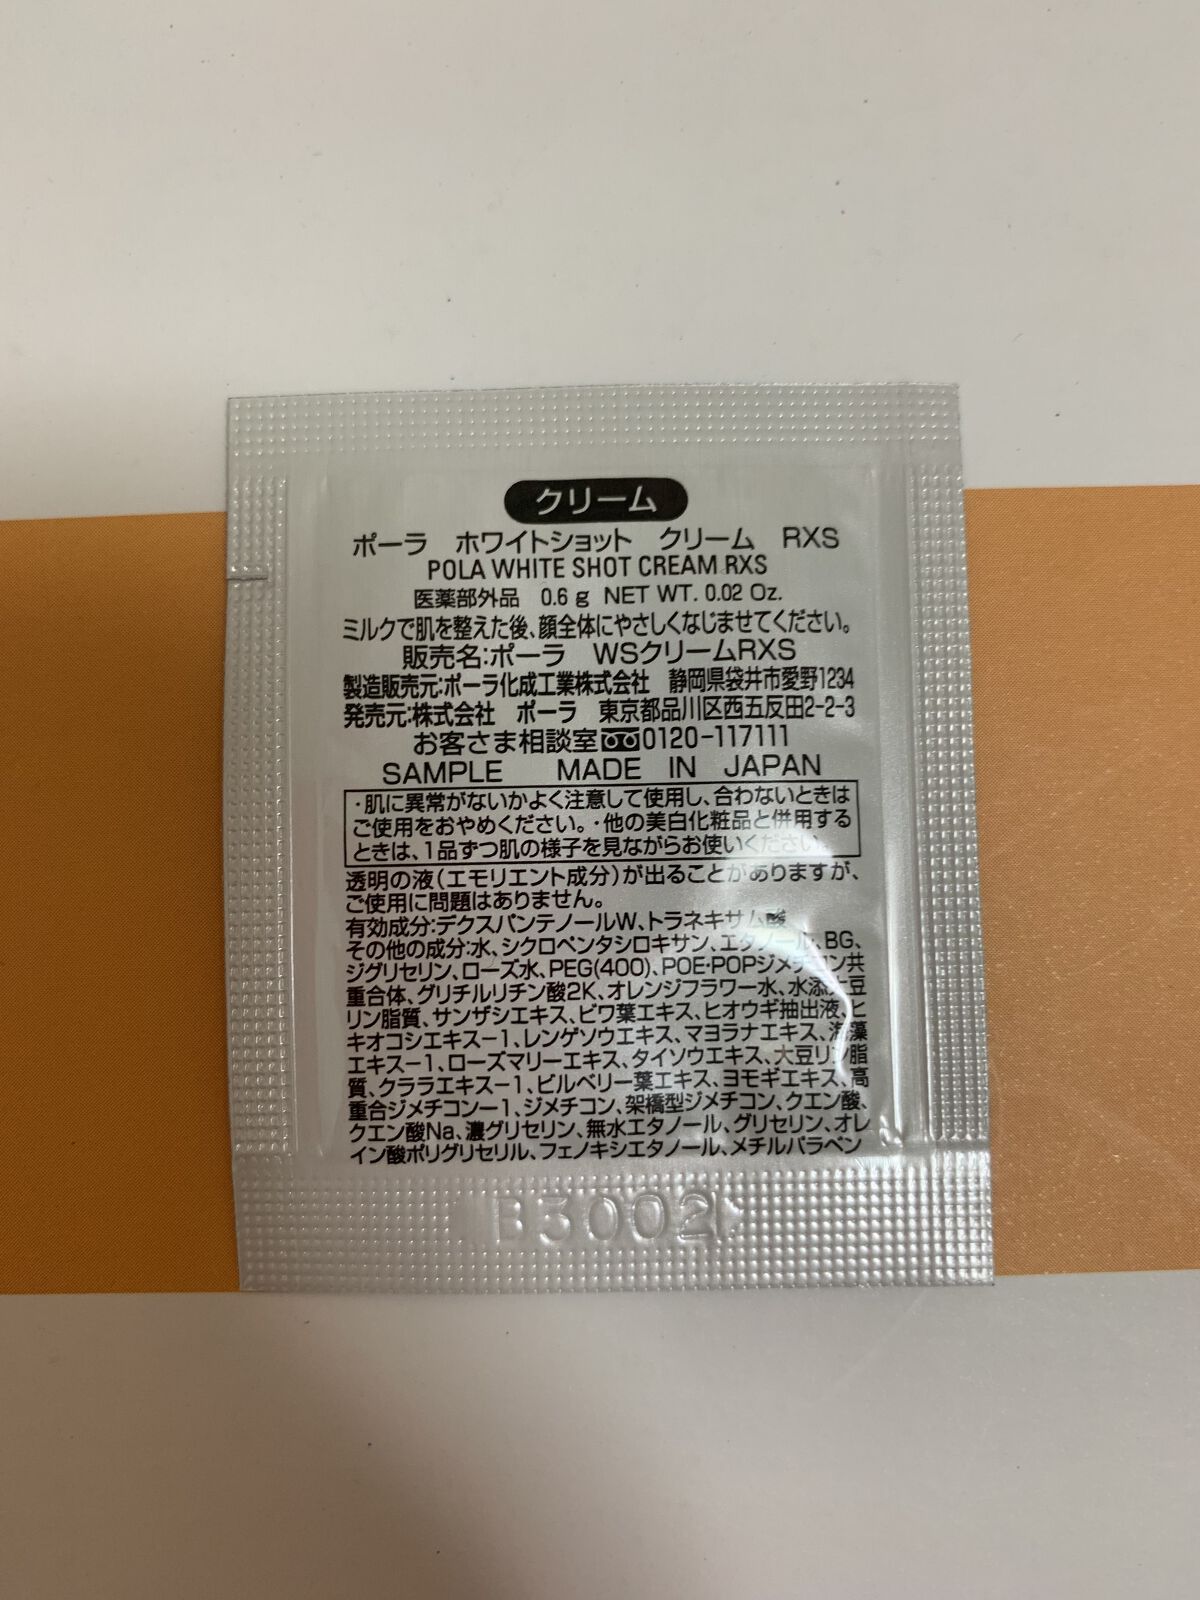 クリーム
ポーラ ホワイトショット クリーム RXS
POLA WHITE SHOT CREAM RXS
医薬部外品 0.6 g NET WT. 0.02 Oz.
ミルクで肌を整えた後、顔全体にやさしくなじませてください。
販売名:ポーラ WSクリームRXS
製造販売元:ポーラ化成工業株式会社 静岡県袋井市愛野1234
発売元:株式会社 ポーラ 東京都品川区西五反田2-2-3
お客さま相談室 0120-117111
SAMPLE MADE IN JAPAN
・肌に異常がないかよく注意して使用し、合わないときは
ご使用をおやめください。・他の美白化粧品と併用する
ときは、1品ずつ肌の様子を見ながらお使いください。
透明の液(エモリエント成分)が出ることがありますが、
ご使用に問題はありません。
有効成分:デクスパンテノールW、トラネキサム酸
その他の成分:水、シクロペンタシロキサン、エタノール、BG、
ジグリセリン、ローズ水、PEG(400)、POE・POPジメチコン共
重合体、グリチルリチン酸2K、オレンジフラワー水、水添大豆
リン脂質、サンザシエキス、ビワ葉エキス、ヒオウギ抽出液、ヒ
キオコシエキス-1、レンゲソウエキス、マヨラナエキス、海藻
エキス-1、ローズマリーエキス、タイソウエキス、大豆リン脂
質、クララエキス-1、ビルベリー葉エキス、ヨモギエキス、高
重合ジメチコン-1、ジメチコン、架橋型ジメチコン、クエン酸、
クエン酸Na、濃グリセリン、無水エタノール、グリセリン、オレ
イン酸ポリグリセリル、フェノキシエタノール、メチルパラベン
B3002